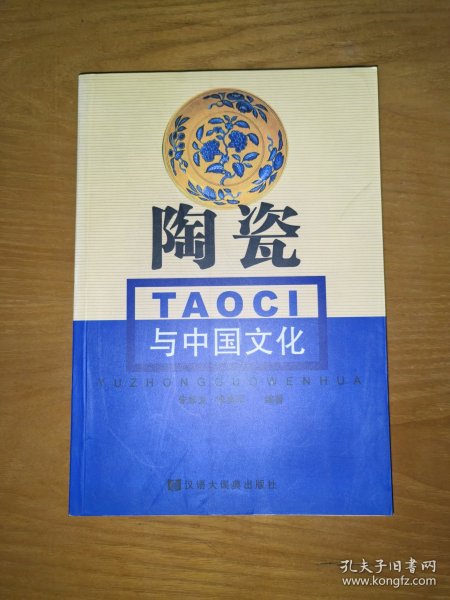 陶瓷
TAOCI
与中国文化
YUZHONGGUOWENHUA
编著
汉语大词典出版社
孔夫子旧书网
www.kongfz.com